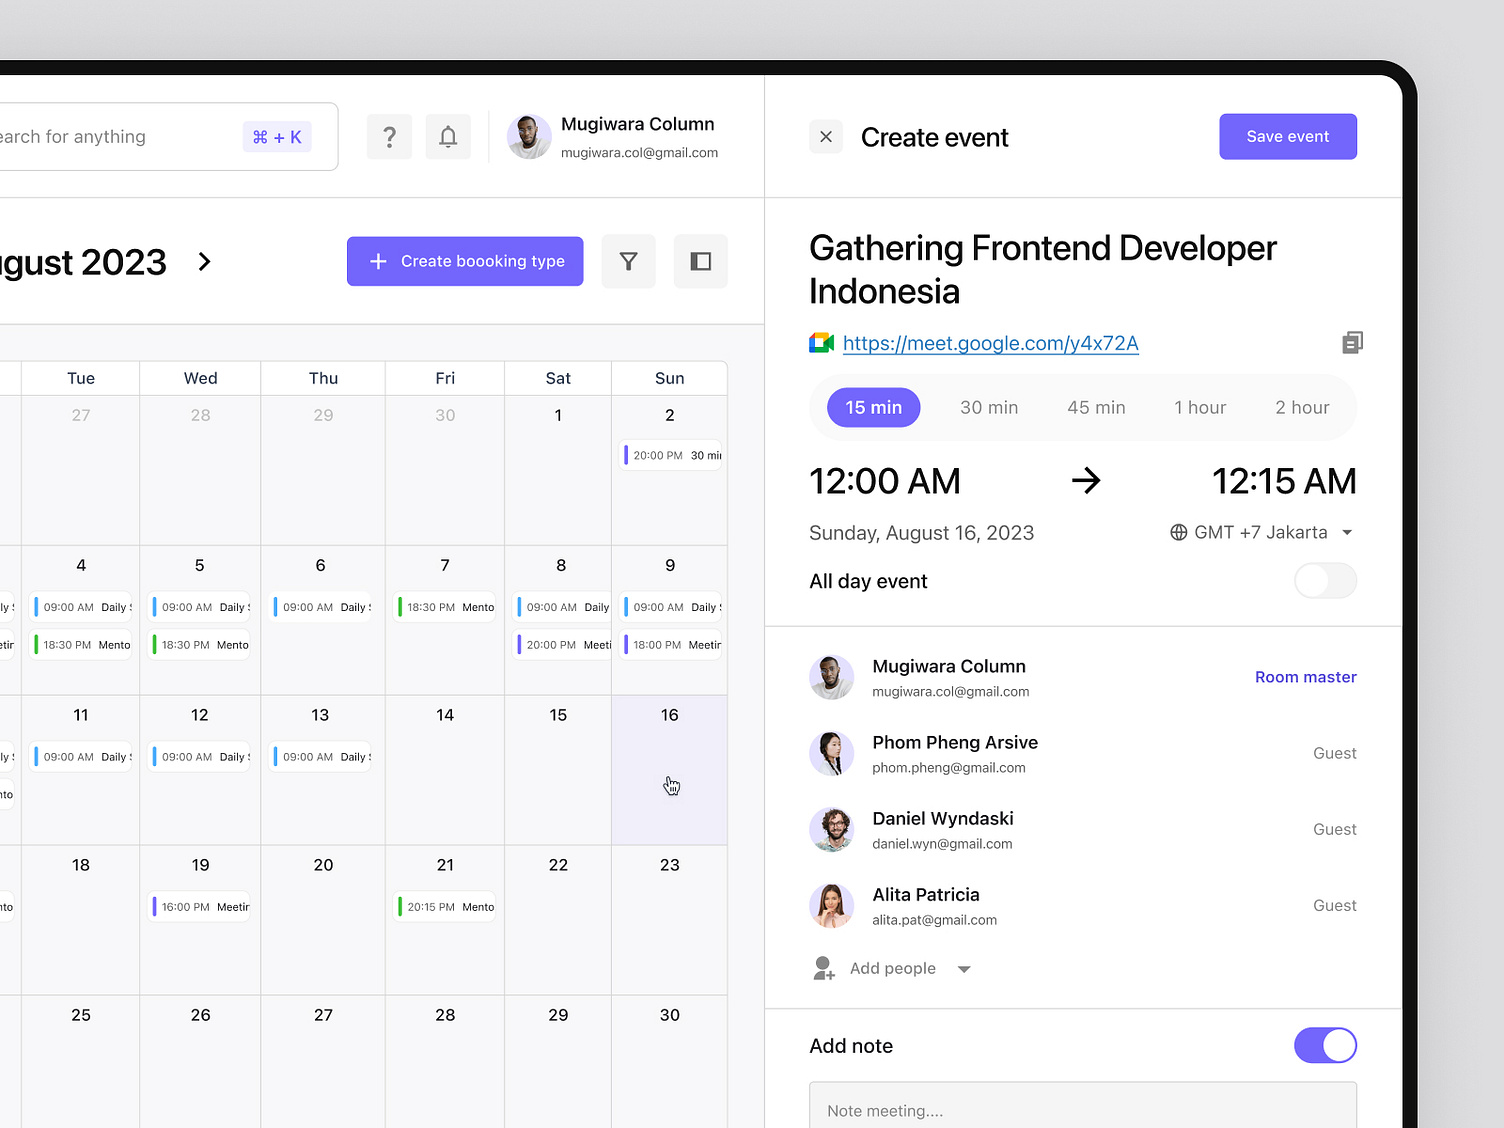 earch for anything
⌘ + K
?
Mugiwara Column
mugiwara.col@gmail.com
gust 2023
Create boooking type
Tue Wed Thu Fri Sat Sun
27 28 29 30 1 2
20:00 PM 30 min
4 5 6 7 8 9
ly S 09:00 AM Daily S 09:00 AM Daily S 09:00 AM Daily S 18:30 PM Mento 09:00 AM Daily 09:00 AM Daily S
etin 18:30 PM Mento 18:30 PM Mento 20:00 PM Meeti 18:00 PM Meetin
11 12 13 14 15 16
ly S 09:00 AM Daily S 09:00 AM Daily S 09:00 AM Daily S
nto
18 19 20 21 22 23
nto 16:00 PM Meetin 20:15 PM Mento
25 26 27 28 29 30
Create event
Save event
Gathering Frontend Developer
Indonesia
https://meet.google.com/y4x72A
15 min 30 min 45 min 1 hour 2 hour
12:00 AM → 12:15 AM
Sunday, August 16, 2023 GMT +7 Jakarta
All day event
Mugiwara Column
mugiwara.col@gmail.com
Room master
Phom Pheng Arsive
phom.pheng@gmail.com
Guest
Daniel Wyndaski
daniel.wyn@gmail.com
Guest
Alita Patricia
alita.pat@gmail.com
Guest
Add people
Add note
Note meeting....